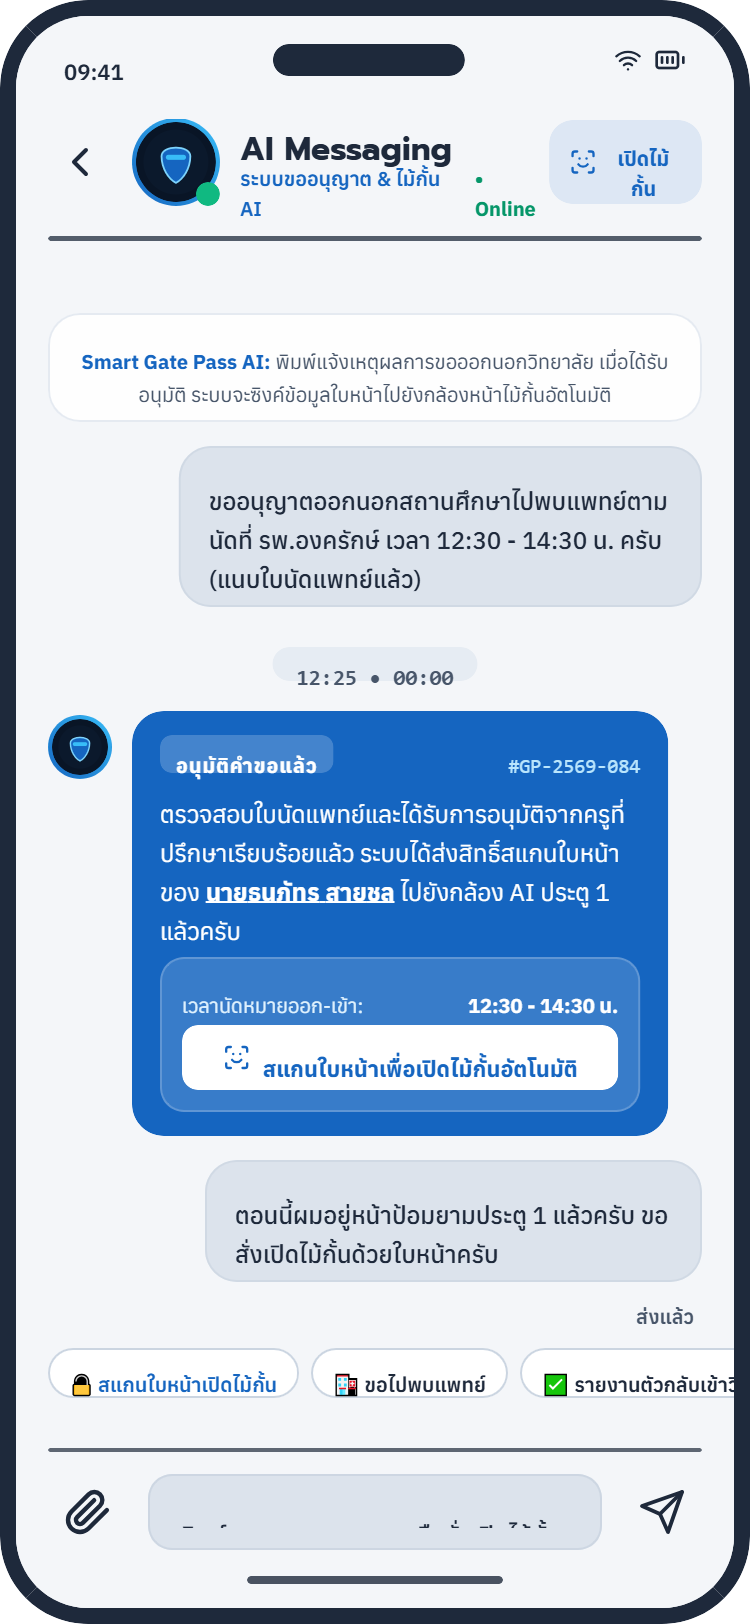 09:41
AI Messaging
ระบบขออนุญาต & ไม้กั้น
AI
•
Online
เปิดไม้
กั้น
Smart Gate Pass AI: พิมพ์แจ้งเหตุผลการขอออกนอกวิทยาลัย เมื่อได้รับ
อนุมัติ ระบบจะซิงค์ข้อมูลใบหน้าไปยังกล้องหน้าไม้กั้นอัตโนมัติ
ขออนุญาตออกนอกสถานศึกษาไปพบแพทย์ตาม
นัดที่ รพ.องครักษ์ เวลา 12:30 - 14:30 น. ครับ
(แนบใบนัดแพทย์แล้ว)
12:25 • 00:00
อนุมัติคำขอแล้ว
#GP-2569-084
ตรวจสอบใบนัดแพทย์และได้รับการอนุมัติจากครูที่
ปรึกษาเรียบร้อยแล้ว ระบบได้ส่งสิทธิ์สแกนใบหน้า
ของ นายธนภัทร สายชล ไปยังกล้อง AI ประตู 1
แล้วครับ
เวลานัดหมายออก-เข้า:
12:30 - 14:30 น.
สแกนใบหน้าเพื่อเปิดไม้กั้นอัตโนมัติ
ตอนนี้ผมอยู่หน้าป้อมยามประตู 1 แล้วครับ ขอ
สั่งเปิดไม้กั้นด้วยใบหน้าครับ
ส่งแล้ว
สแกนใบหน้าเปิดไม้กั้น
ขอไปพบแพทย์
รายงานตัวกลับเข้า